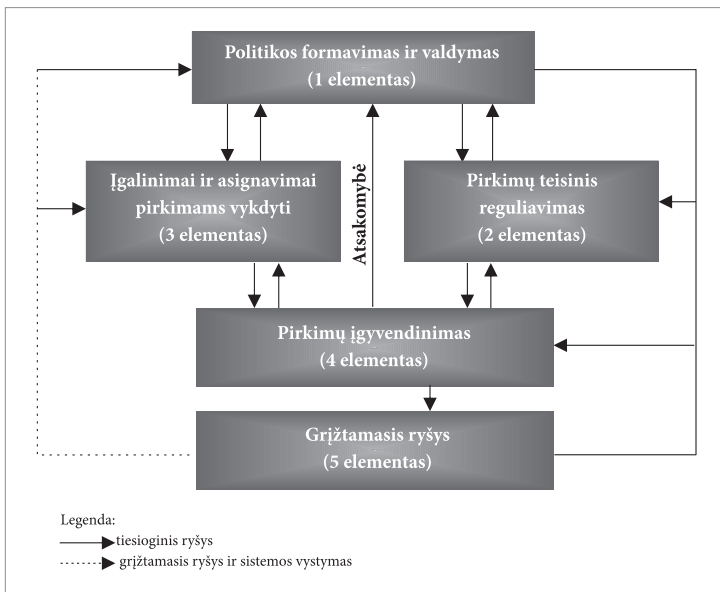 Politikos formavimas ir valdymas
(1 elementas)
Įgalinimai ir asignavimai
pirkimams vykdyti
(3 elementas)
Atsakomybė
Pirkimų teisinis
reguliavimas
(2 elementas)
Pirkimų įgyvendinimas
(4 elementas)
Grįžtamasis ryšys
(5 elementas)
Legenda:
tiesioginis ryšys
grįžtamasis ryšys ir sistemos vystymas